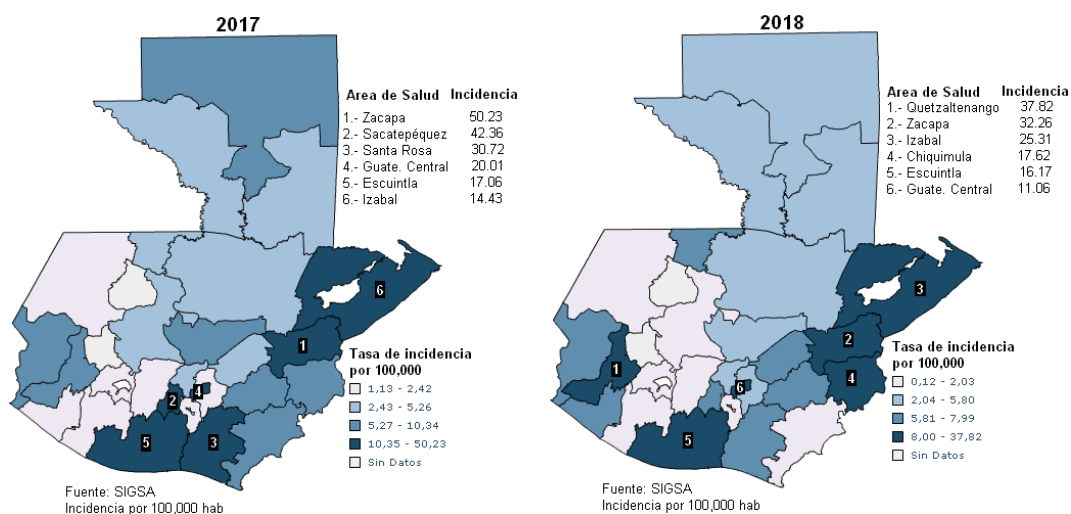 2017
Area de Salud Incidencia
1.- Zacapa 50.23
2.- Sacatepéquez 42.36
3.- Santa Rosa 30.72
4.- Guate. Central 20.01
5.- Escuintla 17.06
6.- Izabal 14.43
6
1
4
2
5
3
Tasa de incidencia
por 100,000
1,13 - 2,42
2,43 - 5,26
5,27 - 10,34
10,35 - 50,23
Sin Datos
Fuente: SIGSA
Incidencia por 100,000 hab
2018
Area de Salud Incidencia
1.- Quetzaltenango 37.82
2.- Zacapa 32.26
3.- Izabal 25.31
4.- Chiquimula 17.62
5.- Escuintla 16.17
6.- Guate. Central 11.06
3
2
1
4
6
5
Tasa de incidencia
por 100,000
0,12 - 2,03
2,04 - 5,80
5,81 - 7,99
8,00 - 37,82
Sin Datos
Fuente: SIGSA
Incidencia por 100,000 hab